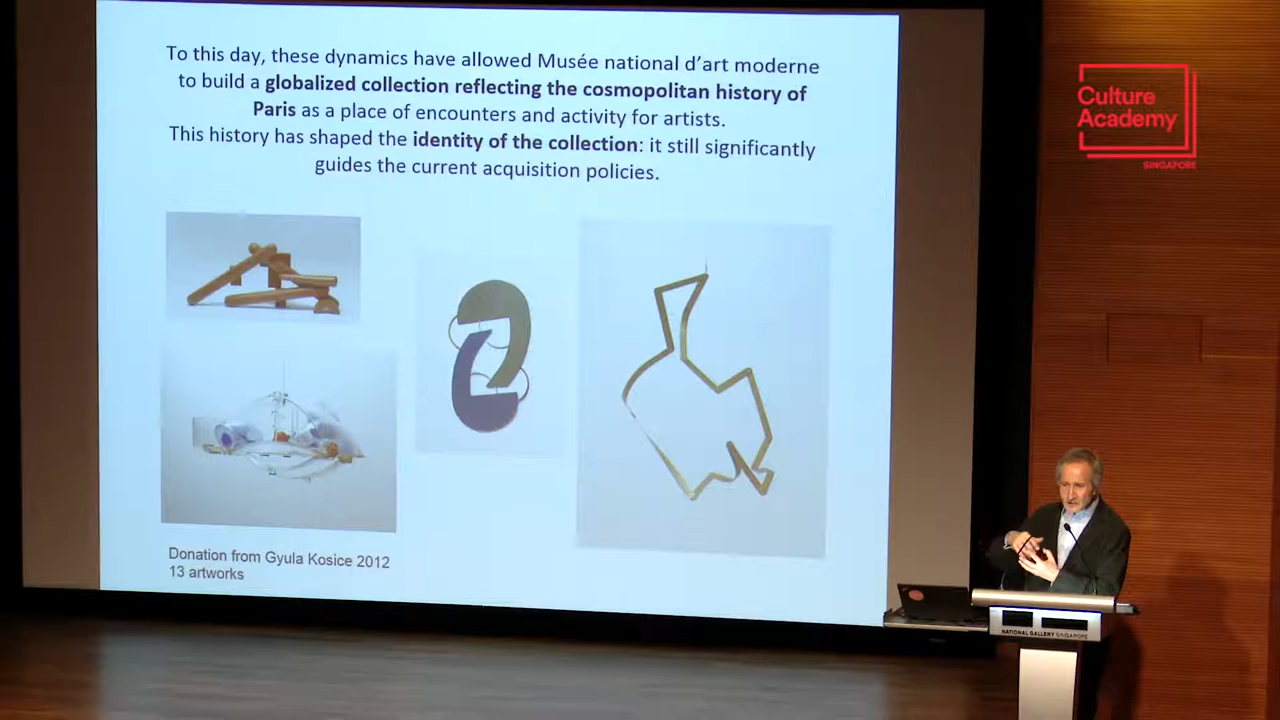 To this day, these dynamics have allowed Musée national d'art moderne
to build a globalized collection reflecting the cosmopolitan history of
Paris as a place of encounters and activity for artists.
This history has shaped the identity of the collection: it still significantly
guides the current acquisition policies.
Donation from Gyula Kosice 2012
13 artworks
Culture
Academy
SINGAPORE
NATIONAL GALLERY SINGAPORE